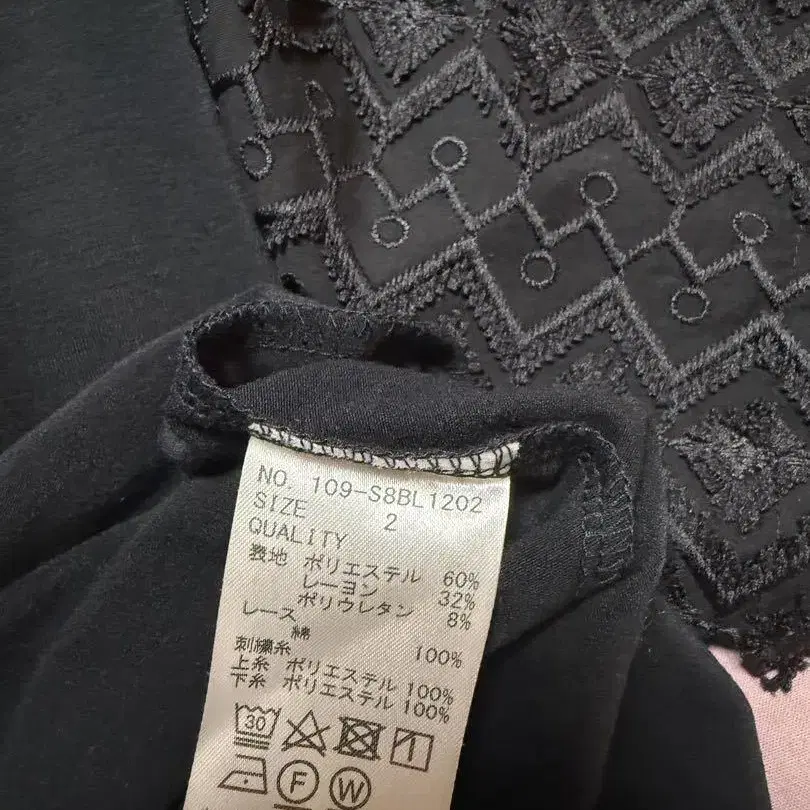 NO. 109-S8BL1202
SIZE 2
QUALITY
表地 ポリエステル 60%
レーヨン 32%
ポリウレタン 8%
レース
綿 100%
刺繍糸
上糸 ポリエステル 100%
下糸 ポリエステル 100%
30
F W